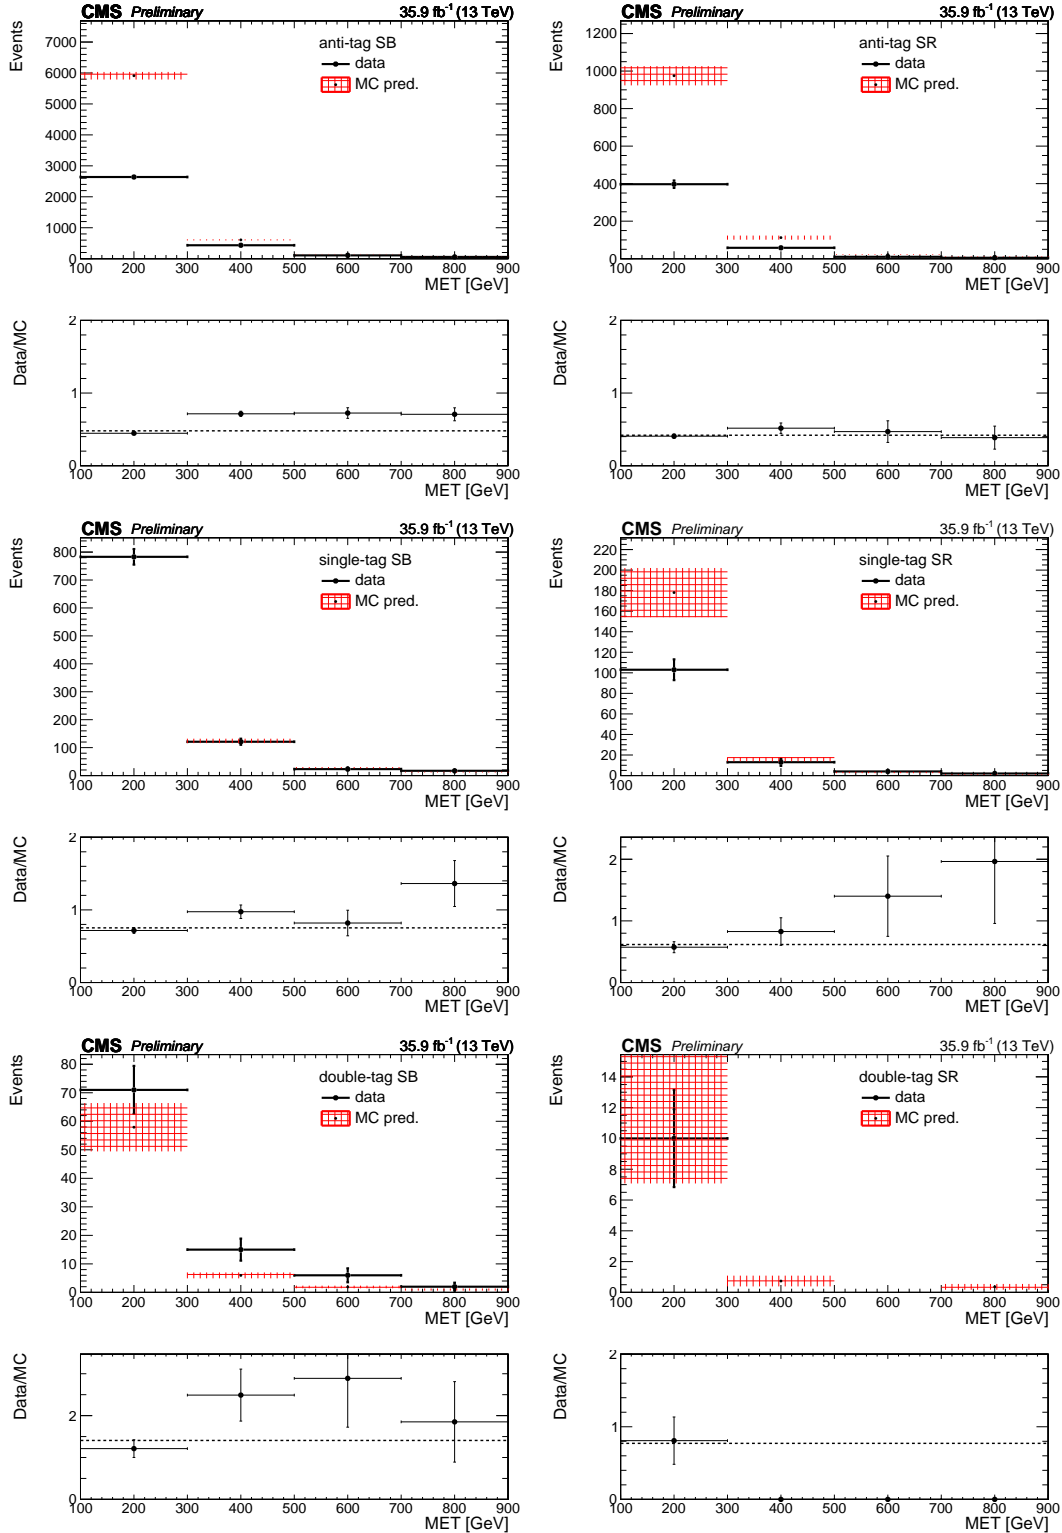 CMS Preliminary 35.9 fb⁻¹ (13 TeV)
Events
7000
6000
5000
4000
3000
2000
1000
0
anti-tag SB
data
MC pred.
100 200 300 400 500 600 700 800 900
MET [GeV]
Data/MC
2
1
0
100 200 300 400 500 600 700 800 900
MET [GeV]
CMS Preliminary 35.9 fb⁻¹ (13 TeV)
Events
1200
1000
800
600
400
200
0
anti-tag SR
data
MC pred.
100 200 300 400 500 600 700 800 900
MET [GeV]
Data/MC
2
1
0
100 200 300 400 500 600 700 800 900
MET [GeV]
CMS Preliminary 35.9 fb⁻¹ (13 TeV)
Events
800
700
600
500
400
300
200
100
0
single-tag SB
data
MC pred.
100 200 300 400 500 600 700 800 900
MET [GeV]
Data/MC
2
1
0
100 200 300 400 500 600 700 800 900
MET [GeV]
CMS Preliminary 35.9 fb⁻¹ (13 TeV)
Events
220
200
180
160
140
120
100
80
60
40
20
0
single-tag SR
data
MC pred.
100 200 300 400 500 600 700 800 900
MET [GeV]
Data/MC
2
1
0
100 200 300 400 500 600 700 800 900
MET [GeV]
CMS Preliminary 35.9 fb⁻¹ (13 TeV)
Events
80
70
60
50
40
30
20
10
0
double-tag SB
data
MC pred.
100 200 300 400 500 600 700 800 900
MET [GeV]
Data/MC
2
0
100 200 300 400 500 600 700 800 900
MET [GeV]
CMS Preliminary 35.9 fb⁻¹ (13 TeV)
Events
14
12
10
8
6
4
2
0
double-tag SR
data
MC pred.
100 200 300 400 500 600 700 800 900
MET [GeV]
Data/MC
2
1
0
100 200 300 400 500 600 700 800 900
MET [GeV]